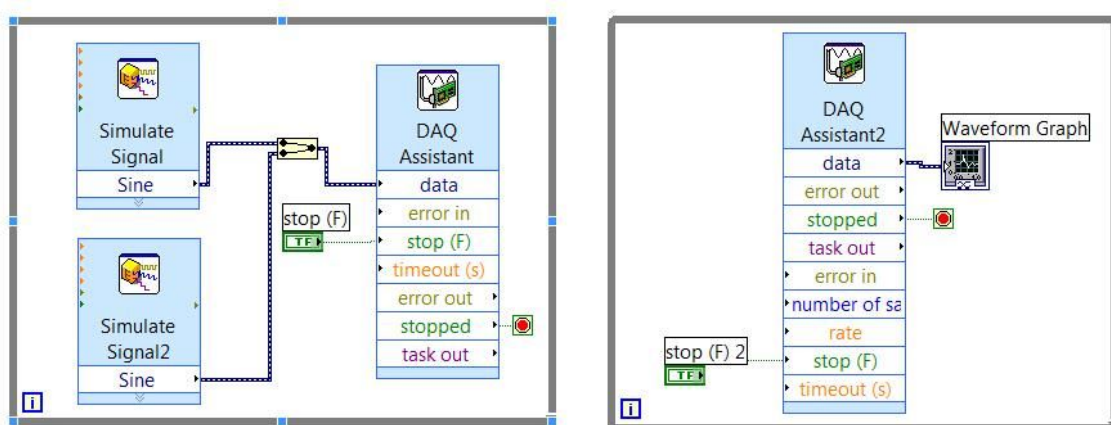 Simulate
Signal
Sine
Simulate
Signal2
Sine
stop (F)
TF
DAQ
Assistant
data
error in
stop (F)
timeout (s)
error out
stopped
task out
i
DAQ
Assistant2
data
error out
stopped
task out
error in
number of sa
rate
stop (F)
timeout (s)
Waveform Graph
stop (F) 2
TF
i